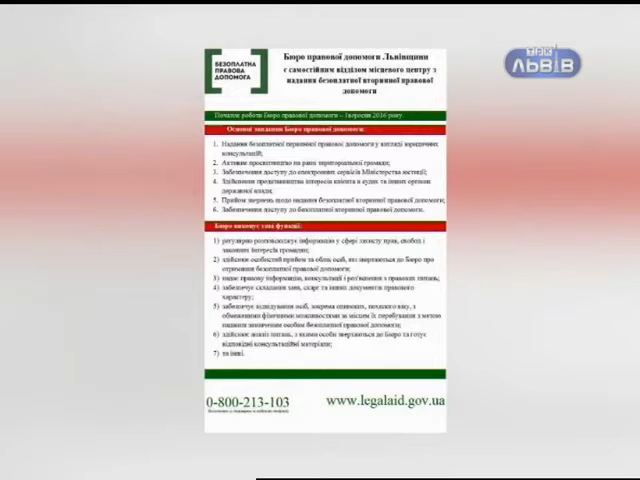 ТРК
ЛЬВІВ
БЕЗОПЛАТНА
ПРАВОВА
ДОПОМОГА
Бюро правової допомоги Львівщини
є самостійним відділом місцевого центру з
надання безоплатної вторинної правової
допомоги
Початок роботи Бюро правової допомоги – 1вересня 2016 року.
Основні завдання Бюро правової допомоги:
1. Надання безоплатної первинної правової допомоги у вигляді юридичних
консультацій;
2. Активне просвітництво на рівні територіальної громади;
3. Забезпечення доступу до електронних сервісів Міністерства юстиції;
4. Здійснення представництва інтересів клієнта в судах та інших органах
державної влади;
5. Прийом звернень щодо надання безоплатної вторинної правової допомоги;
6. Забезпечення доступу до безоплатної вторинної правової допомоги.
Бюро виконує такі функції:
1) регулярно розповсюджує інформацію у сфері захисту прав, свобод і
законних інтересів громадян;
2) здійснює особистий прийом та облік осіб, які звертаються до Бюро про
отримання безоплатної правової допомоги;
3) надає правову інформацію, консультації і роз'яснення з правових питань;
4) забезпечує складання заяв, скарг та інших документів правового
характеру;
5) забезпечує відвідування осіб, зокрема одиноких, похилого віку, з
обмеженими фізичними можливостями за місцем їх перебування з метою
надання зазначеним особам безоплатної правової допомоги;
6) здійснює аналіз питань, з якими особи звертаються до Бюро та готує
відповідні консультаційні матеріали;
7) та інші.
0-800-213-103
www.legalaid.gov.ua